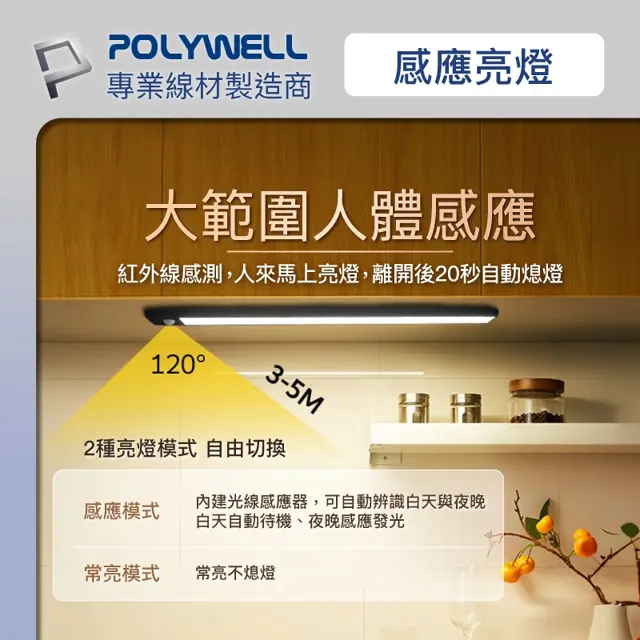 POLYWELL
專業線材製造商
感應亮燈
大範圍人體感應
紅外線感測，人來馬上亮燈，離開後20秒自動熄燈
120°
3-5M
2種亮燈模式 自由切換
感應模式
內建光線感應器，可自動辨識白天與夜晚
白天自動待機、夜晚感應發光
常亮模式
常亮不熄燈